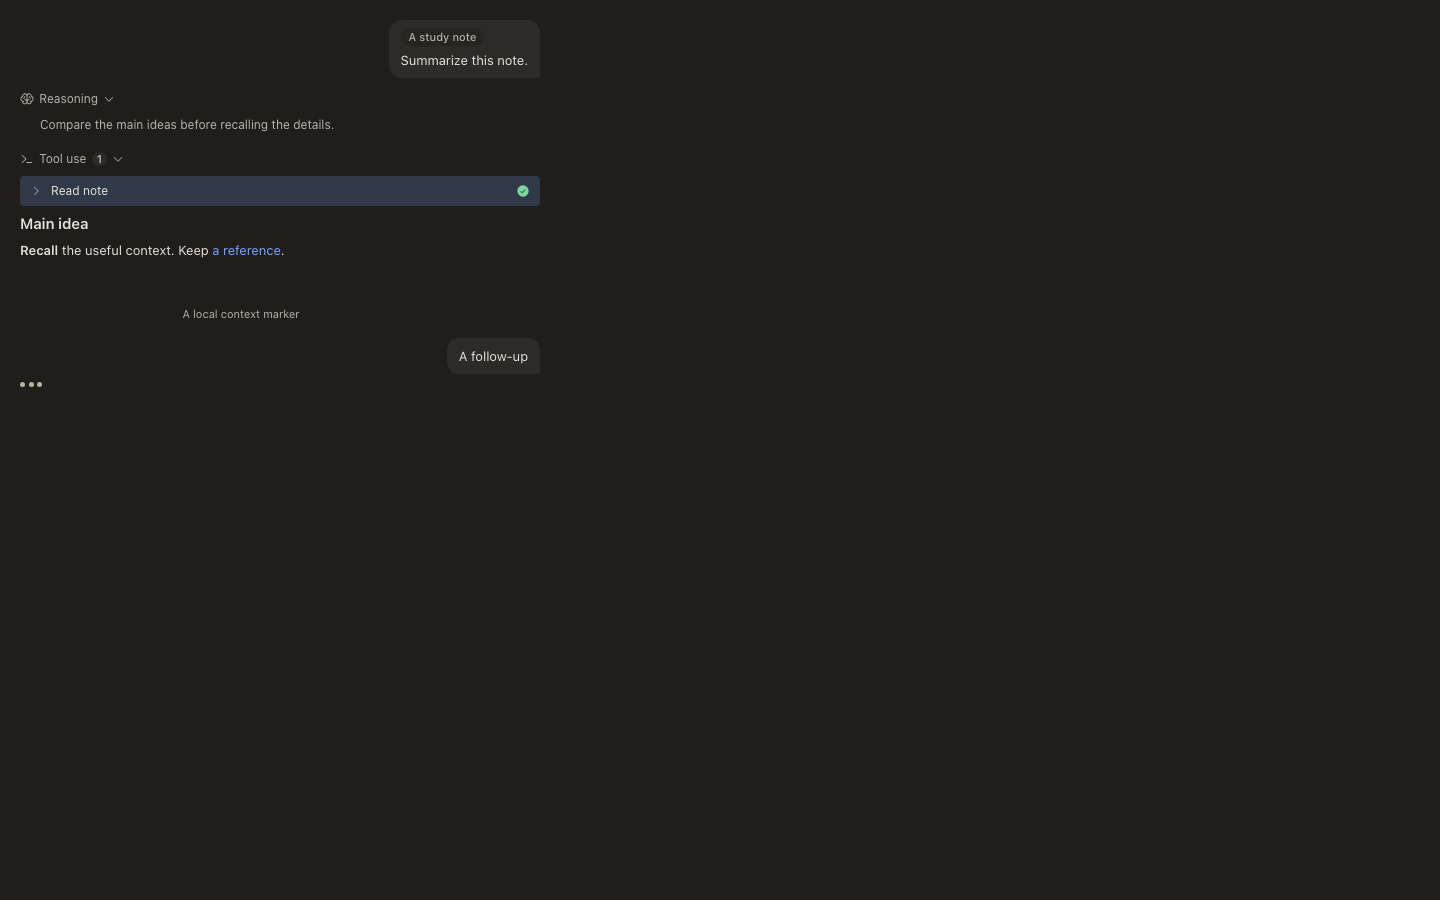 A study note
Summarize this note.
Reasoning
Compare the main ideas before recalling the details.
Tool use 1
Read note
Main idea
Recall the useful context. Keep a reference.
A local context marker
A follow-up